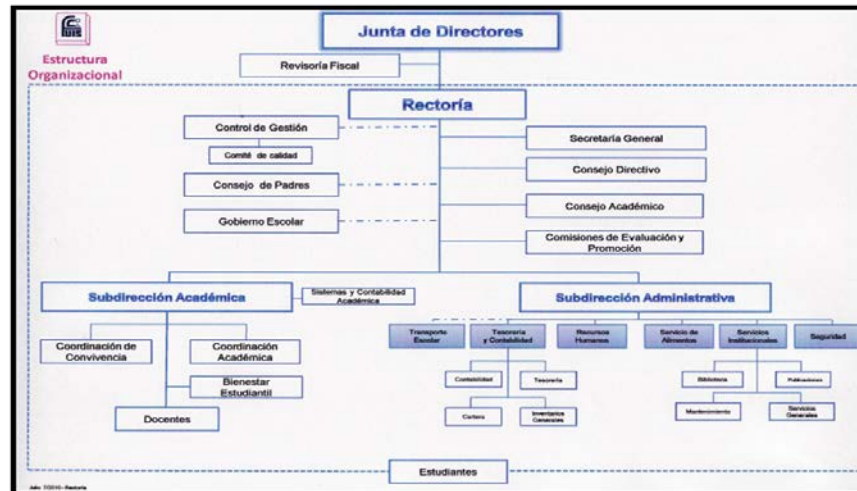 Junta de Directores
Estructura
Organizacional
Revisoría Fiscal
Rectoría
Control de Gestión
Comité de calidad
Secretaría General
Consejo Directivo
Consejo de Padres
Consejo Académico
Gobierno Escolar
Comisiones de Evaluación y
Promoción
Subdirección Académica
Sistemas y Contabilidad
Académica
Subdirección Administrativa
Transporte
Escolar
Tesorería
y Contabilidad
Recursos
Humanos
Servicio de
Alimentos
Servicios
Institucionales
Seguridad
Coordinación de
Convivencia
Coordinación
Académica
Bienestar
Estudiantil
Docentes
Contabilidad
Tesorería
Cartera
Inventarios
Generales
Biblioteca
Publicaciones
Mantenimiento
Servicios
Generales
Estudiantes